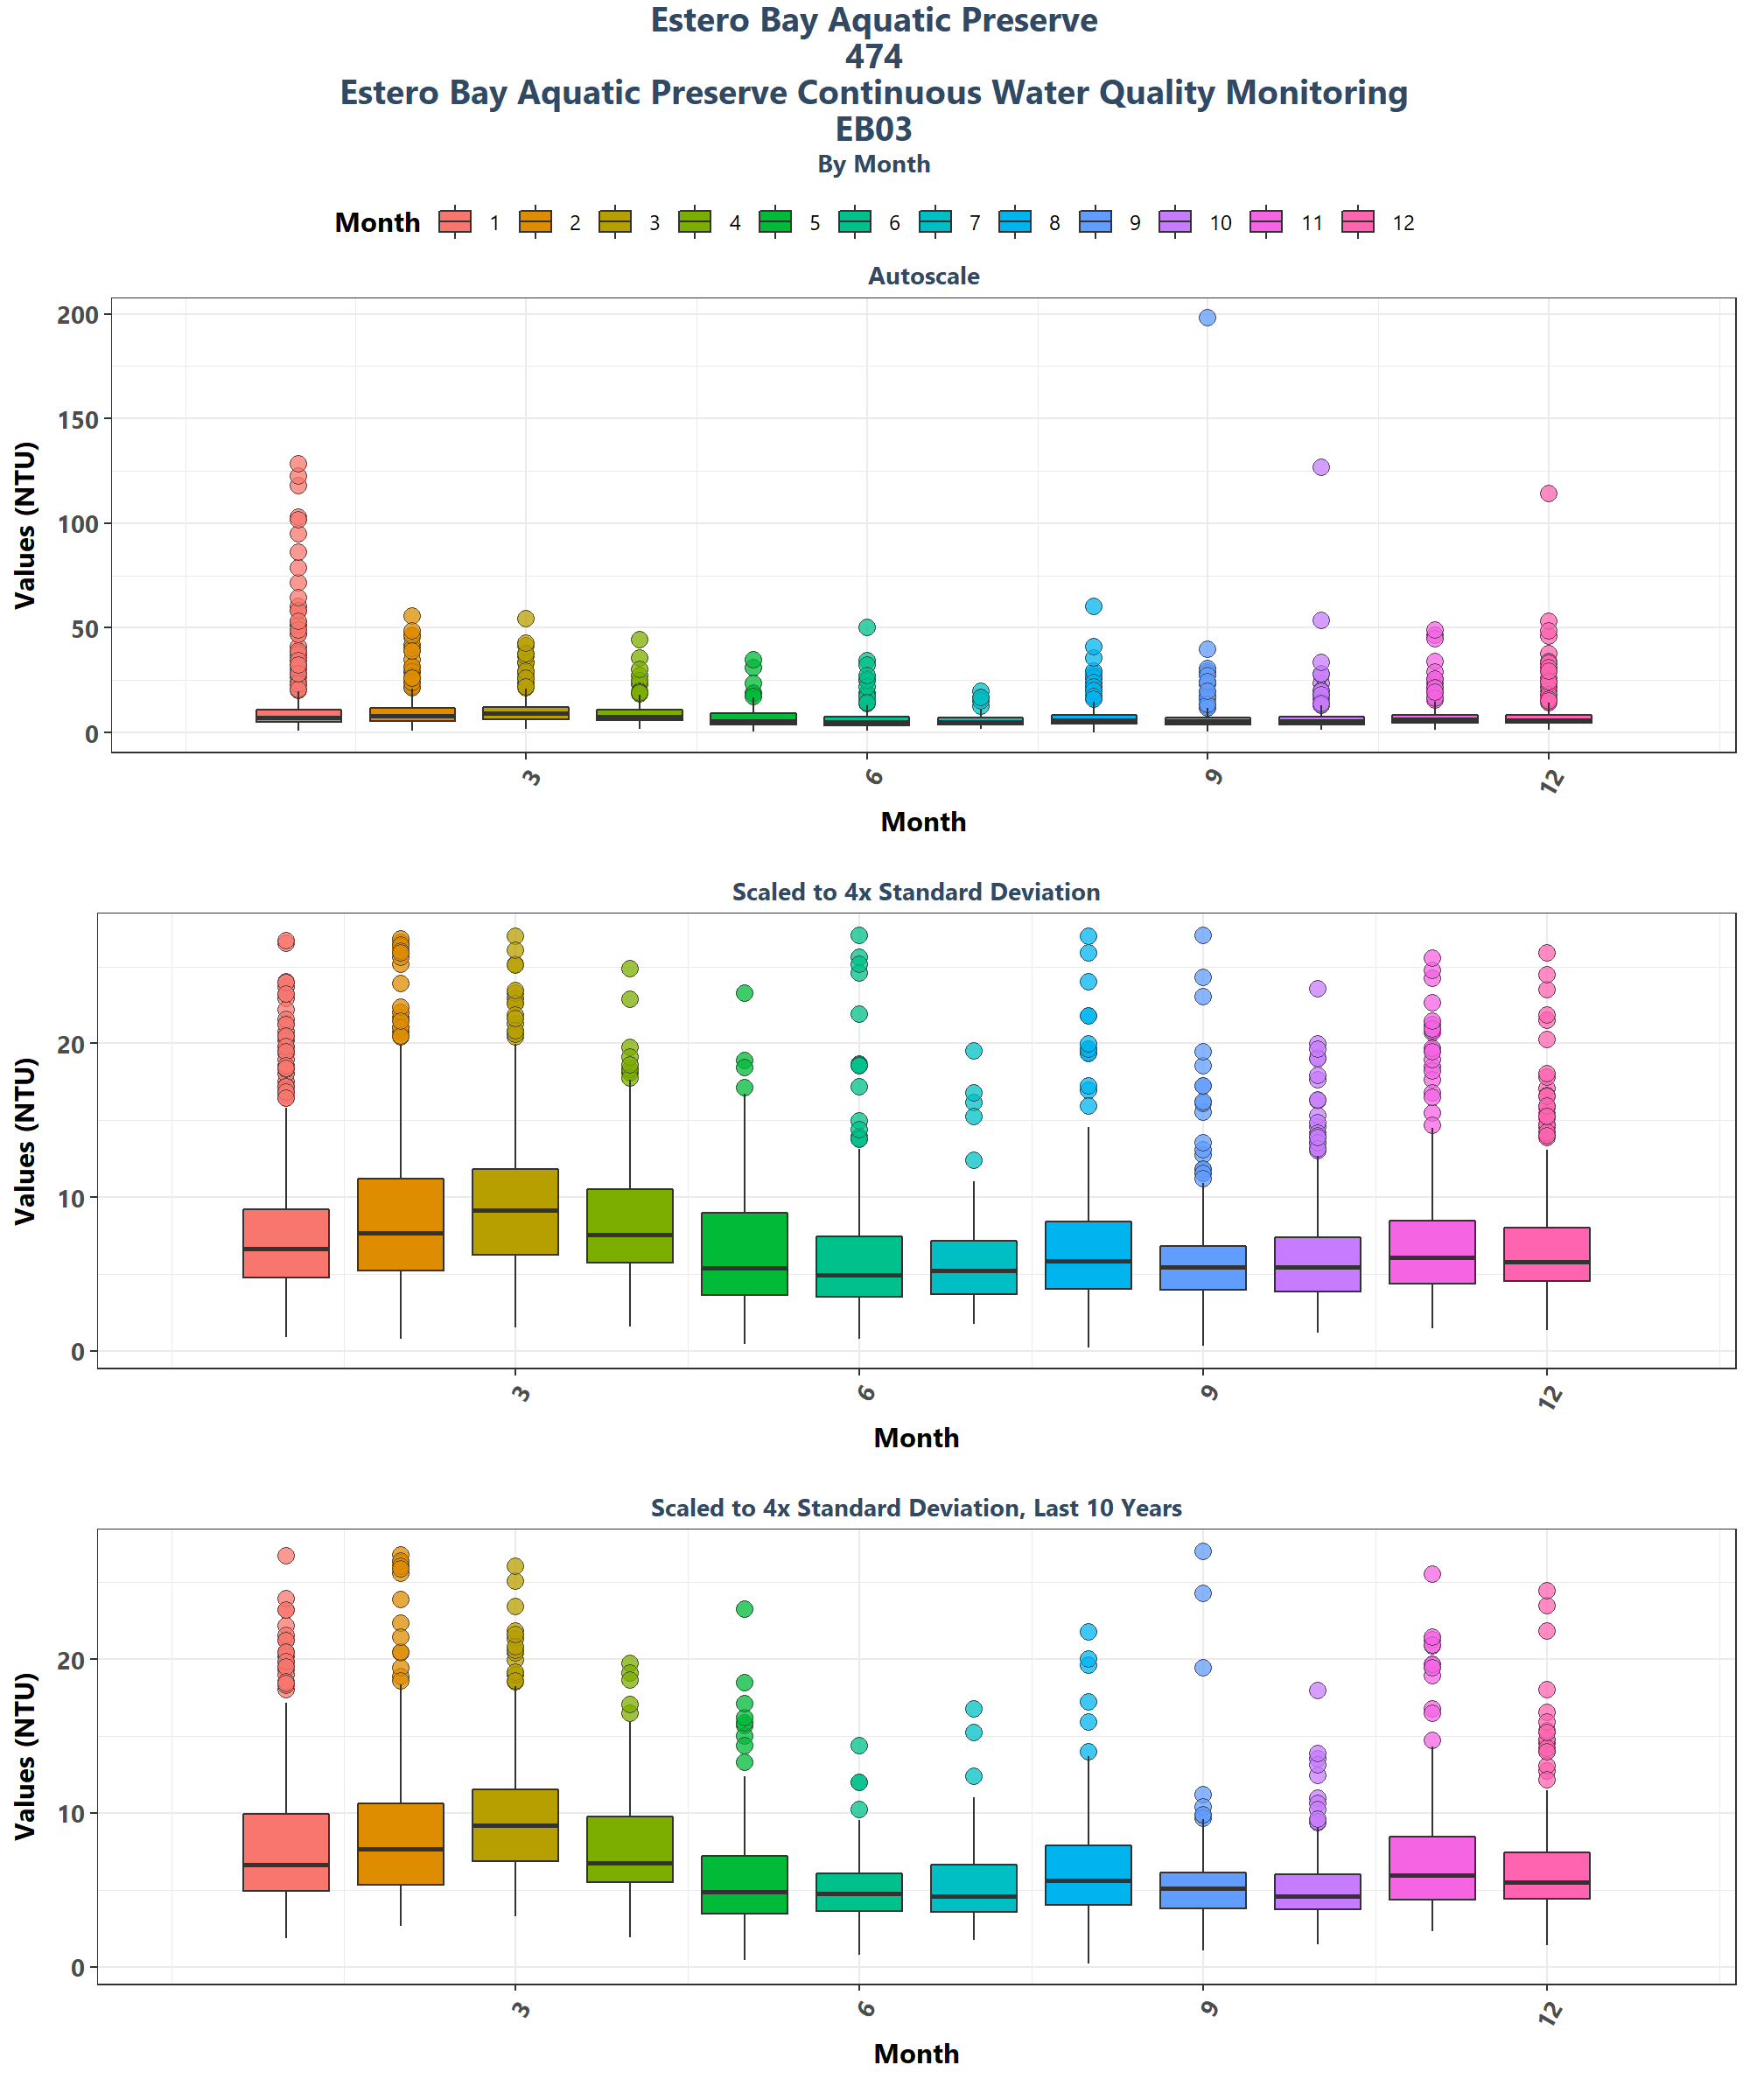 Estero Bay Aquatic Preserve
474
Estero Bay Aquatic Preserve Continuous Water Quality Monitoring
EB03
By Month
Month 1 2 3 4 5 6 7 8 9 10 11 12
Autoscale
Values (NTU)
200
150
100
50
0
3 6 9 12
Month
Scaled to 4x Standard Deviation
Values (NTU)
20
10
0
3 6 9 12
Month
Scaled to 4x Standard Deviation, Last 10 Years
Values (NTU)
20
10
0
3 6 9 12
Month